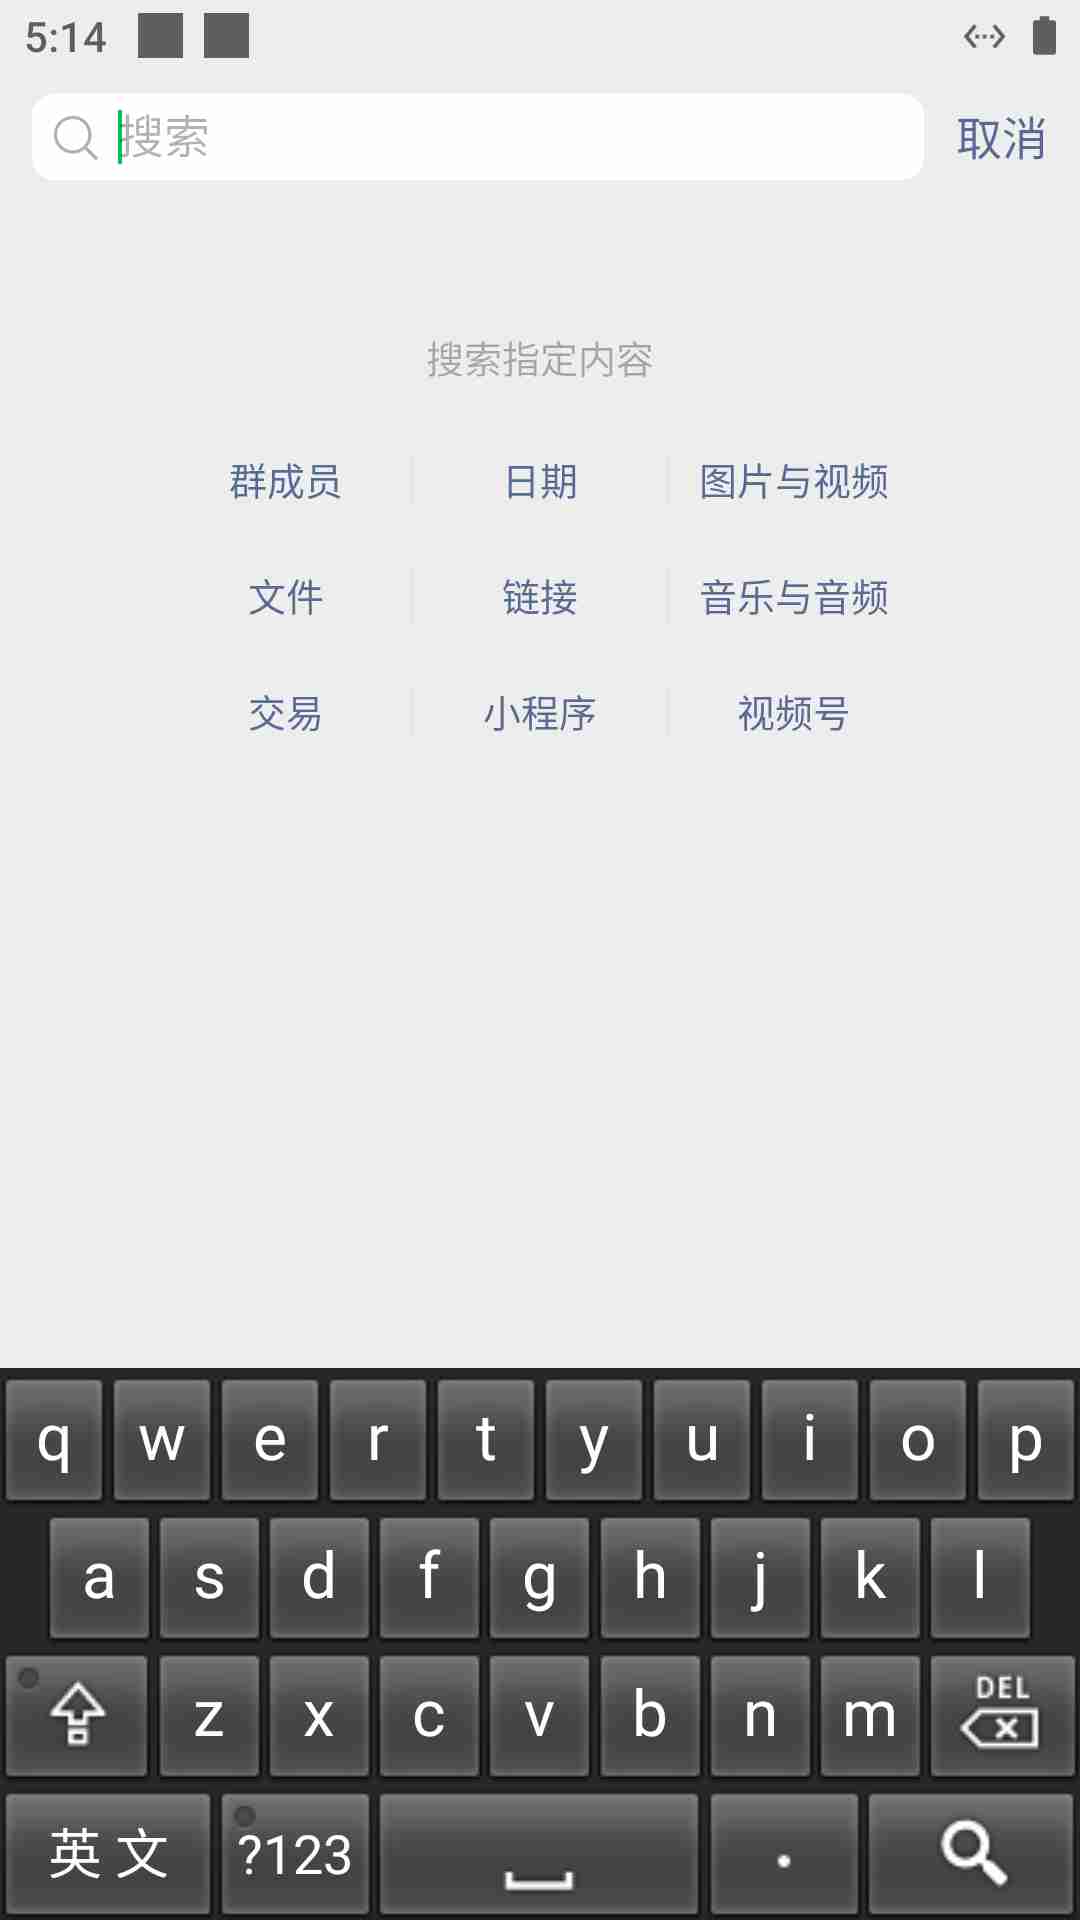 5:14
搜索 取消
搜索指定内容
群成员 日期 图片与视频
文件 链接 音乐与音频
交易 小程序 视频号
q w e r t y u i o p
a s d f g h j k l
z x c v b n m DEL
英文 ?123 .